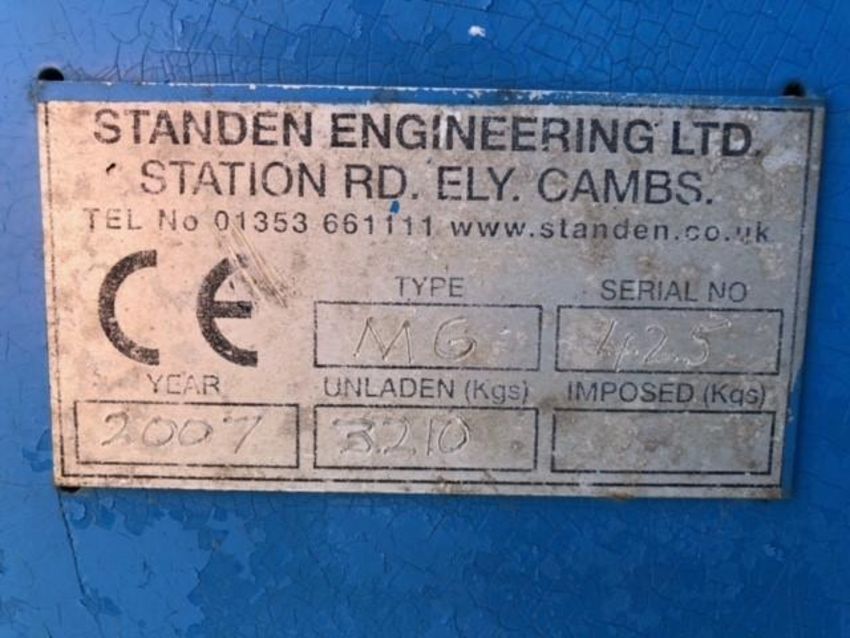 STANDEN ENGINEERING LTD.
STATION RD. ELY. CAMBS.
TEL No 01353 661111 www.standen.co.uk
CE
TYPE SERIAL NO
MG 425
YEAR UNLADEN (Kgs) IMPOSED (Kgs)
2007 3210